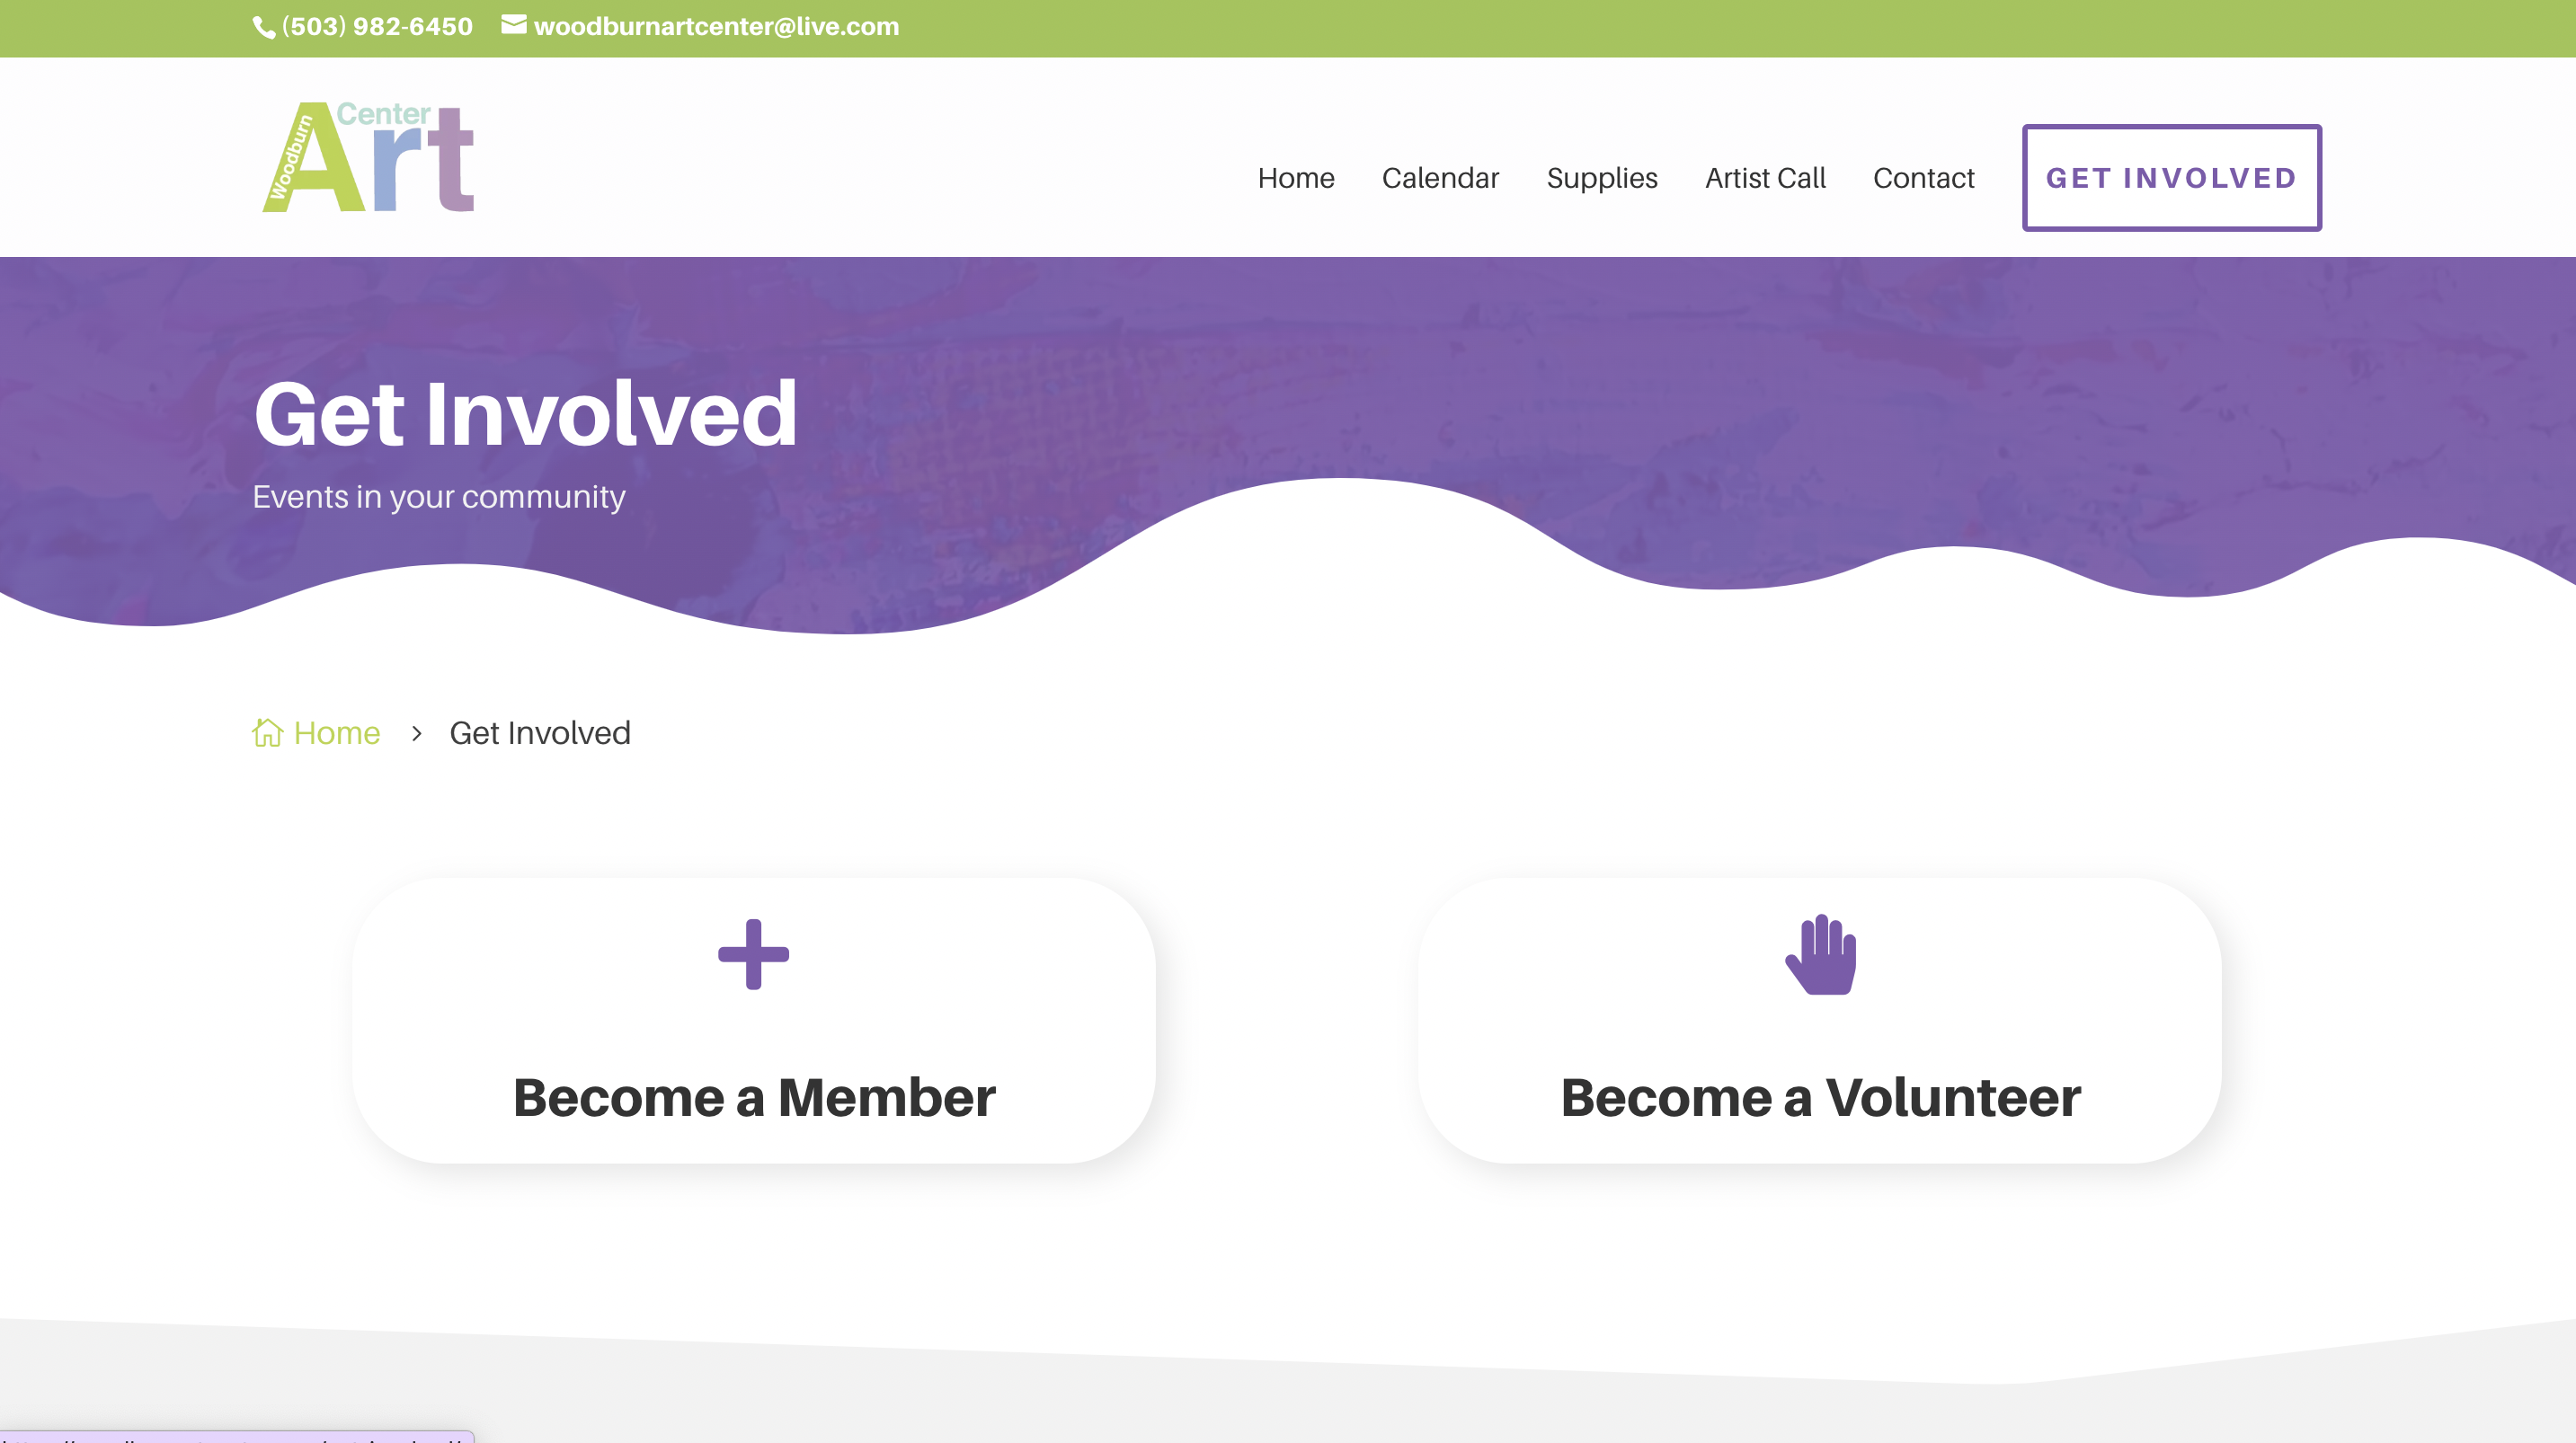 (503) 982-6450 woodburnartcenter@live.com
Woodburn
Center
Art
Home Calendar Supplies Artist Call Contact GET INVOLVED
Get Involved
Events in your community
Home > Get Involved
Become a Member
Become a Volunteer